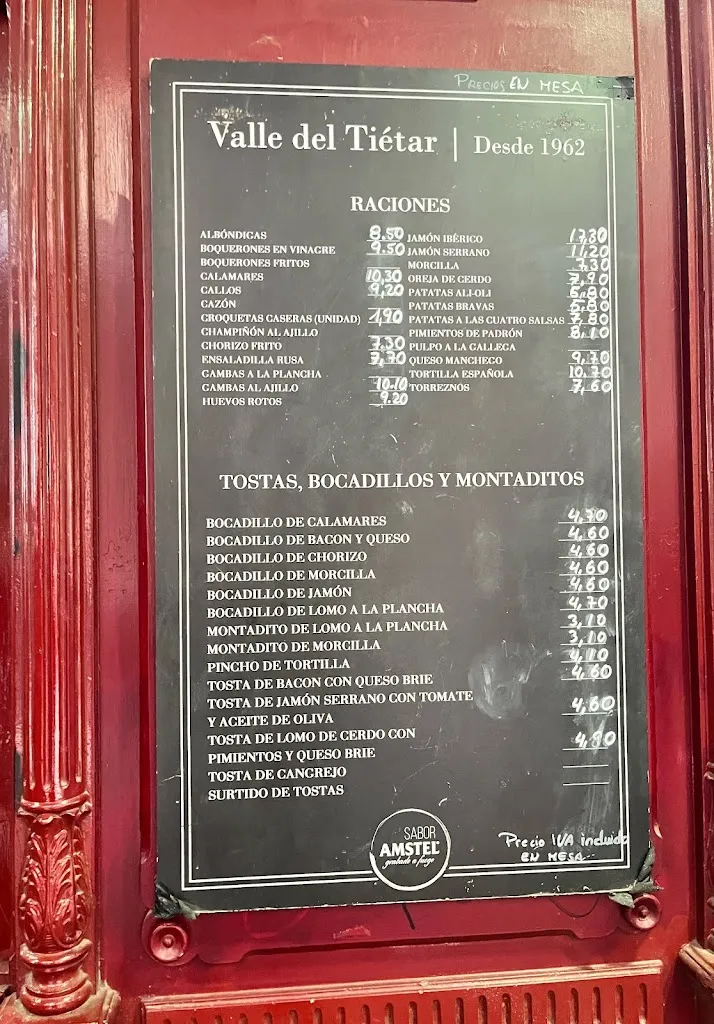 PRECIOS EN MESA
Valle del Tiétar | Desde 1962
RACIONES
ALBÓNDIGAS 8.50
BOQUERONES EN VINAGRE 9.50
BOQUERONES FRITOS
CALAMARES 10,30
CALLOS 9,20
CAZÓN
CROQUETAS CASERAS (UNIDAD) 1,90
CHAMPIÑÓN AL AJILLO
CHORIZO FRITO 7.30
ENSALADILLA RUSA 7,70
GAMBAS A LA PLANCHA
GAMBAS AL AJILLO 10.10
HUEVOS ROTOS 9.20
JAMÓN IBÉRICO 17,30
JAMÓN SERRANO 11,20
MORCILLA 7,30
OREJA DE CERDO 7,90
PATATAS ALI-OLI 6,80
PATATAS BRAVAS 6,80
PATATAS A LAS CUATRO SALSAS 7,80
PIMIENTOS DE PADRÓN 8,10
PULPO A LA GALLEGA
QUESO MANCHEGO 9,70
TORTILLA ESPAÑOLA 10.70
TORREZNOS 7,60
TOSTAS, BOCADILLOS Y MONTADITOS
BOCADILLO DE CALAMARES 4,70
BOCADILLO DE BACON Y QUESO 4,60
BOCADILLO DE CHORIZO 4,60
BOCADILLO DE MORCILLA 4,60
BOCADILLO DE JAMÓN 4,60
BOCADILLO DE LOMO A LA PLANCHA 4,70
MONTADITO DE LOMO A LA PLANCHA 3,10
MONTADITO DE MORCILLA 3,10
PINCHO DE TORTILLA 4,10
TOSTA DE BACON CON QUESO BRIE 4,60
TOSTA DE JAMÓN SERRANO CON TOMATE
Y ACEITE DE OLIVA 4,60
TOSTA DE LOMO DE CERDO CON
PIMIENTOS Y QUESO BRIE 4,90
TOSTA DE CANGREJO
SURTIDO DE TOSTAS
SABOR
AMSTEL
grabado a fuego
Precio IVA incluido
EN MESA